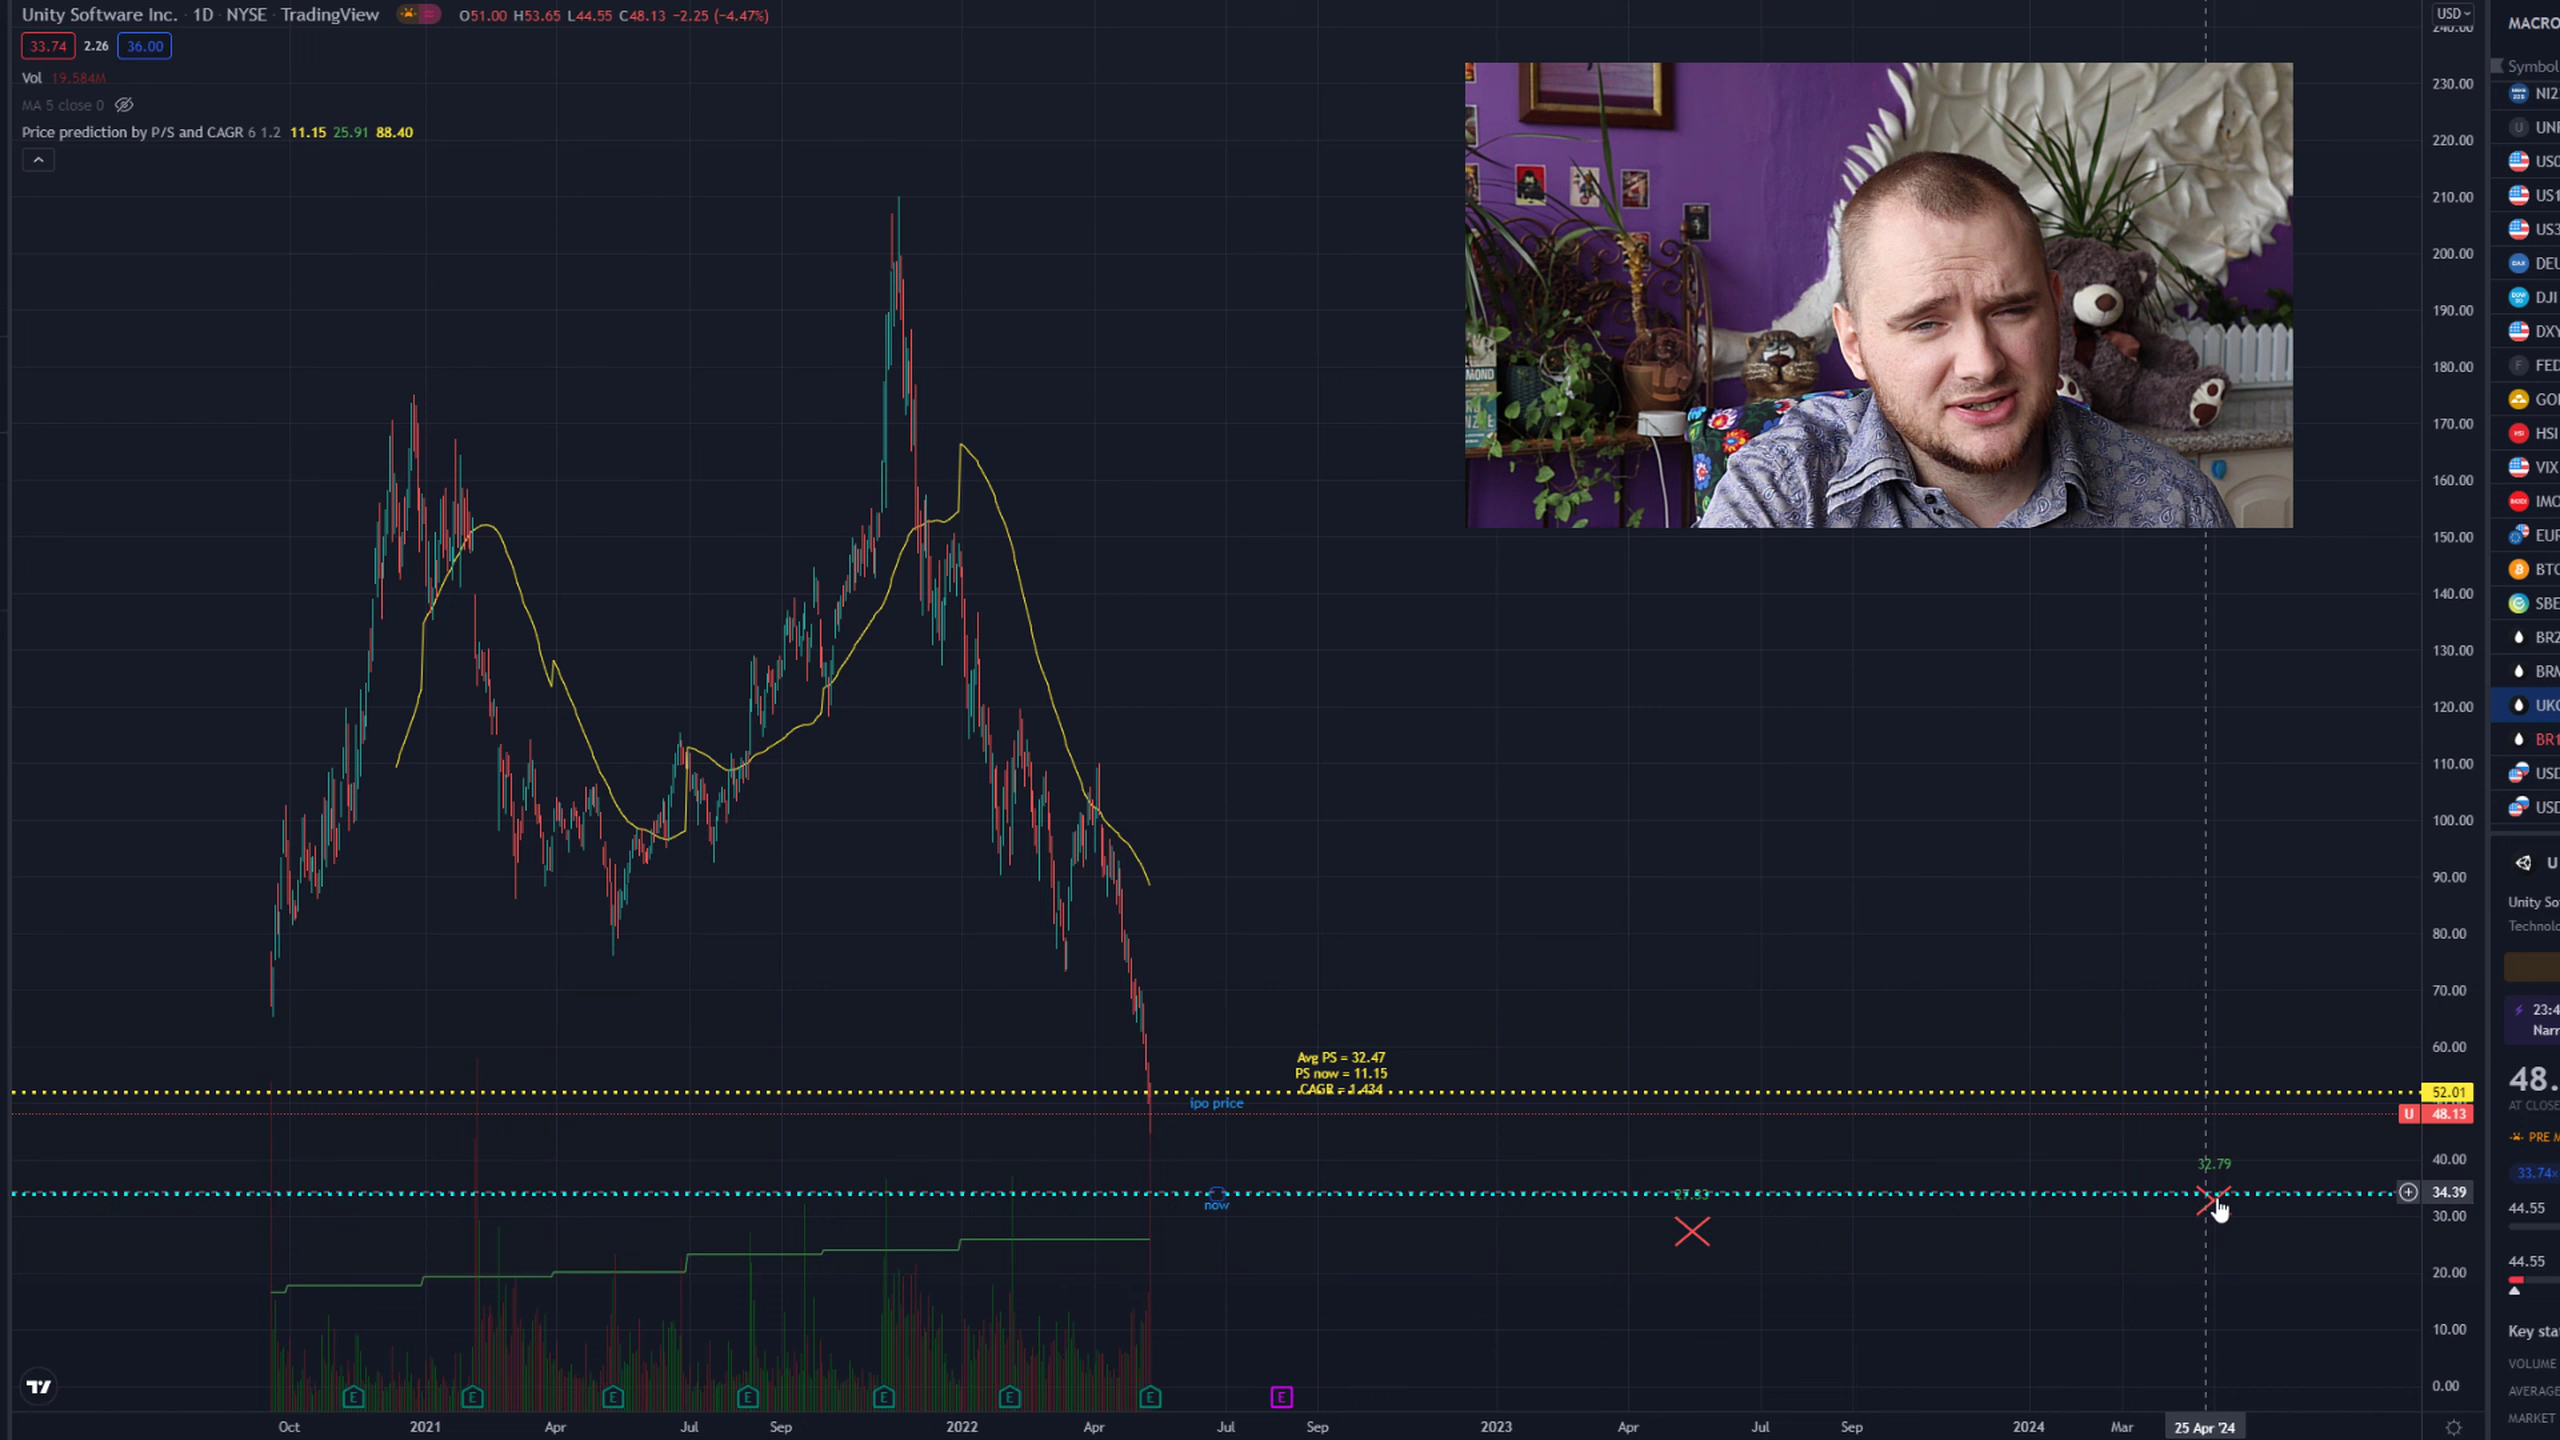 Unity Software Inc. · 1D · NYSE · TradingView
O51.00 H53.65 L44.55 C48.13 −2.25 (−4.47%)
33.74 2.26 36.00
Vol 19.584M
MA 5 close 0
Price prediction by P/S and CAGR 6 1.2 11.15 25.91 88.40
USD
240.00
230.00
220.00
210.00
200.00
190.00
180.00
170.00
160.00
150.00
140.00
130.00
120.00
110.00
100.00
90.00
80.00
70.00
60.00
52.01
U 48.13
40.00
34.39
30.00
20.00
10.00
0.00
Avg PS = 32.47
PS now = 11.15
CAGR = 1.434
ipo price
now
27.33
32.79
E
E
E
E
E
E
E
E
Oct
2021
Apr
Jul
Sep
2022
Apr
Jul
Sep
2023
Apr
Jul
Sep
2024
Mar
25 Apr '24
MACRO
Symbol
NI2
UNF
US1
US3
DEU
DJI
DXY
FED
GOL
HSI
VIX
IMO
EUR
BTC
SBE
BRM
BR1
USD
USD
U
Unity So
Technolo
23:4
Narr
48.
AT CLOSE
PRE M
33.74×
44.55
44.55
Key sta
VOLUME
AVERAGE
MARKET